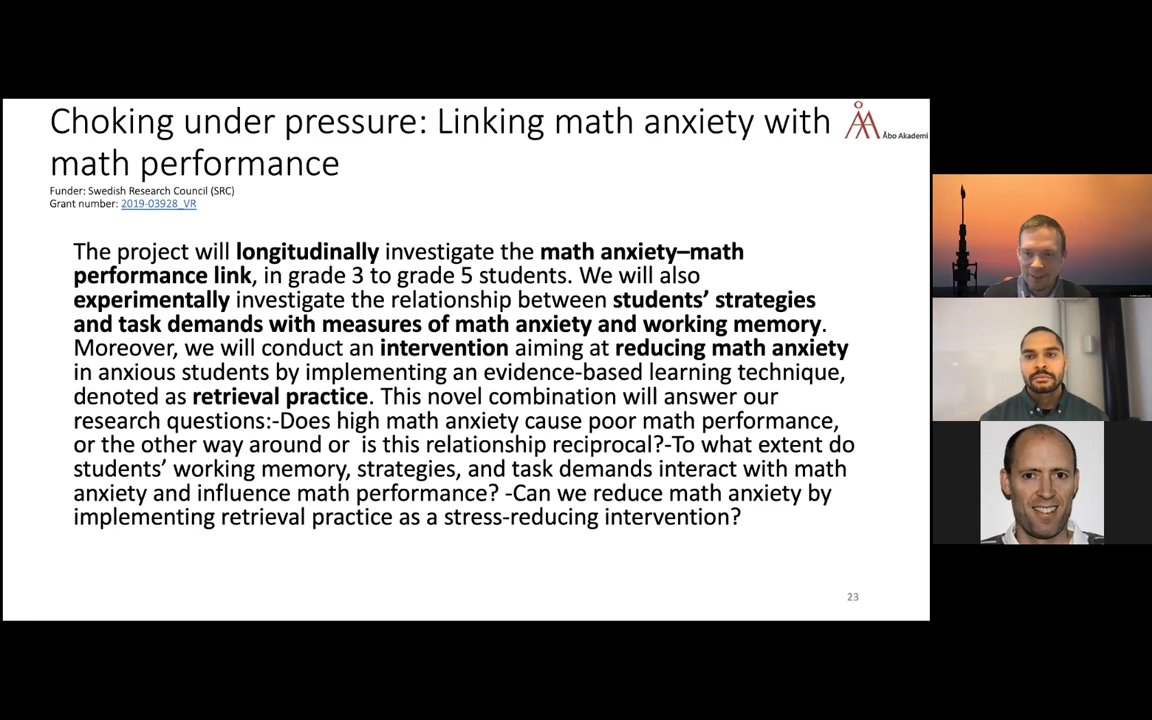 Choking under pressure: Linking math anxiety with
math performance
Åbo Akademi
Funder: Swedish Research Council (SRC)
Grant number: 2019-03928_VR
The project will longitudinally investigate the math anxiety–math
performance link, in grade 3 to grade 5 students. We will also
experimentally investigate the relationship between students’ strategies
and task demands with measures of math anxiety and working memory.
Moreover, we will conduct an intervention aiming at reducing math anxiety
in anxious students by implementing an evidence-based learning technique,
denoted as retrieval practice. This novel combination will answer our
research questions:-Does high math anxiety cause poor math performance,
or the other way around or  is this relationship reciprocal?-To what extent do
students’ working memory, strategies, and task demands interact with math
anxiety and influence math performance? -Can we reduce math anxiety by
implementing retrieval practice as a stress-reducing intervention?
23